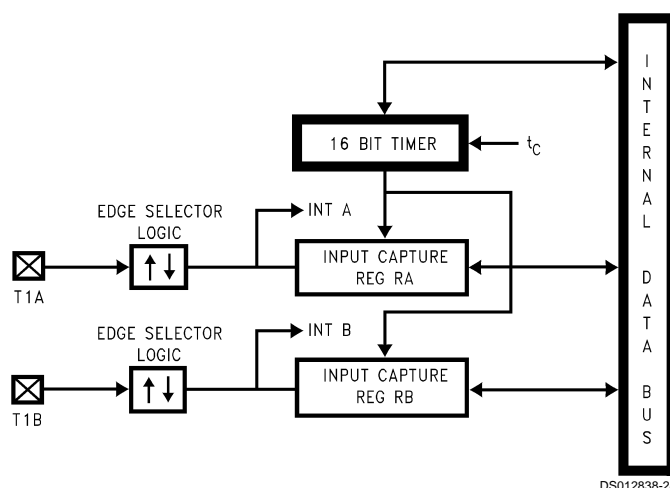 16 BIT TIMER
tC
INT A
EDGE SELECTOR
LOGIC
INPUT CAPTURE
REG RA
T1A
INT B
EDGE SELECTOR
LOGIC
INPUT CAPTURE
REG RB
T1B
INTERNAL DATA BUS
DS012838-2